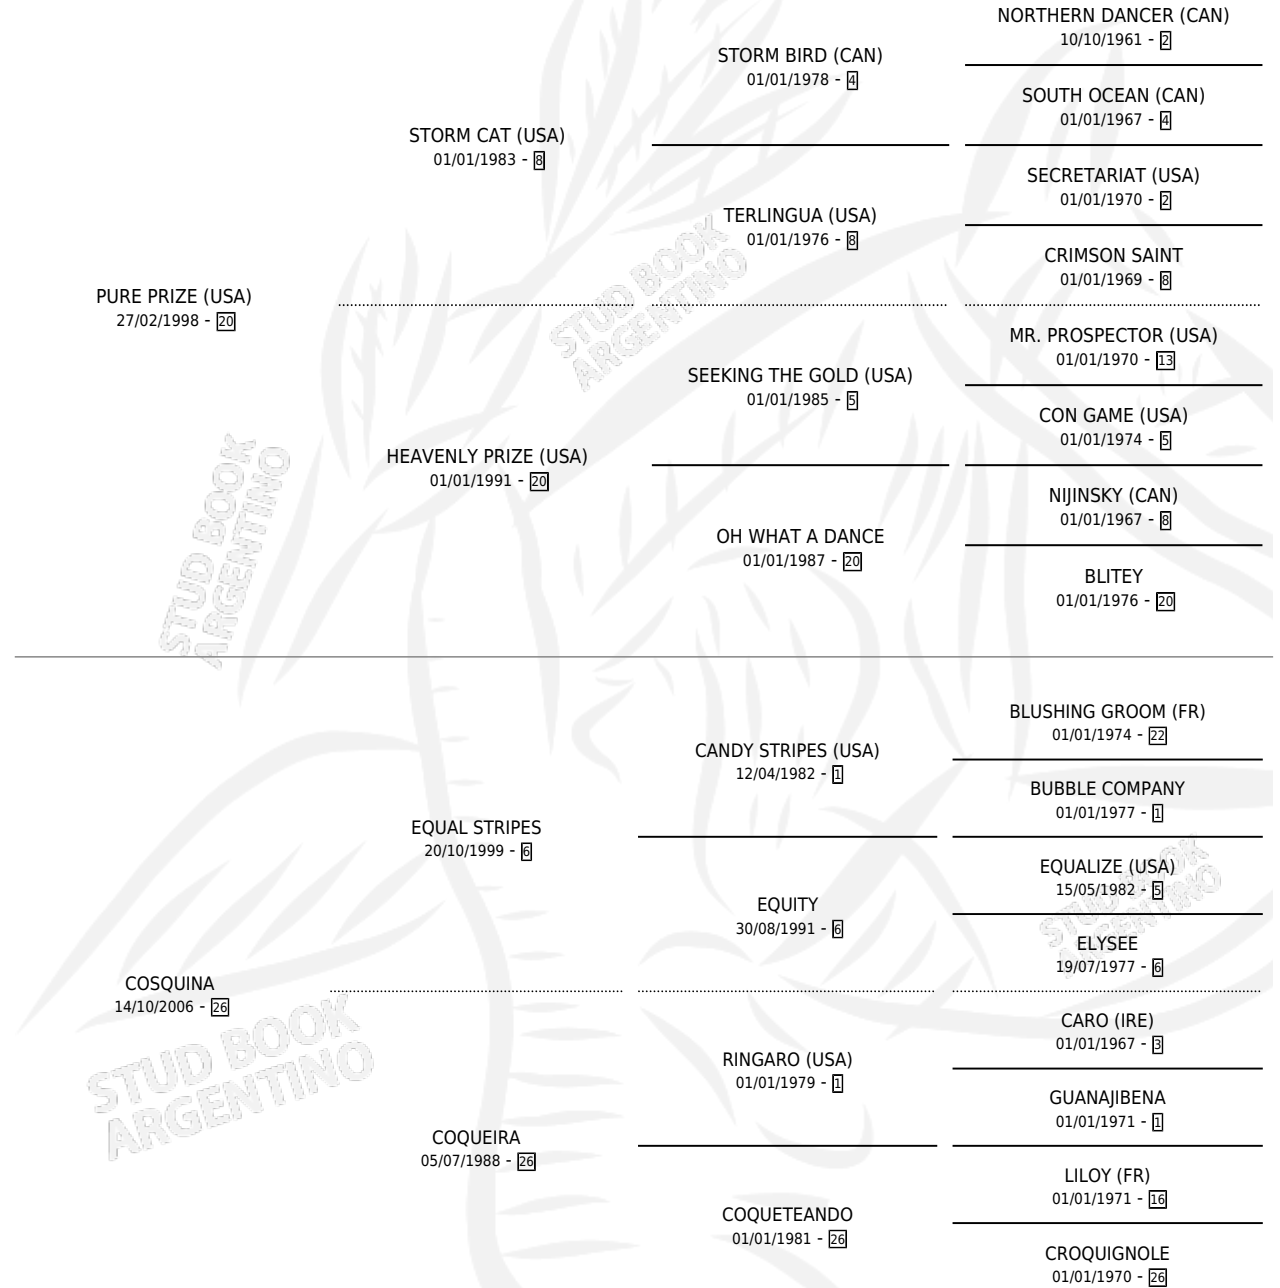 NORTHERN DANCER (CAN)
10/10/1961 - 2
STORM BIRD (CAN)
01/01/1978 - 4
SOUTH OCEAN (CAN)
01/01/1967 - 4
STORM CAT (USA)
01/01/1983 - 8
SECRETARIAT (USA)
01/01/1970 - 2
TERLINGUA (USA)
01/01/1976 - 8
CRIMSON SAINT
01/01/1969 - 8
PURE PRIZE (USA)
27/02/1998 - 20
STUD BOOK
ARGENTINO
MR. PROSPECTOR (USA)
01/01/1970 - 13
SEEKING THE GOLD (USA)
01/01/1985 - 5
CON GAME (USA)
01/01/1974 - 5
HEAVENLY PRIZE (USA)
01/01/1991 - 20
NIJINSKY (CAN)
01/01/1967 - 8
OH WHAT A DANCE
01/01/1987 - 20
BLITEY
01/01/1976 - 20
STUD BOOK
ARGENTINO
BLUSHING GROOM (FR)
01/01/1974 - 22
CANDY STRIPES (USA)
12/04/1982 - 1
BUBBLE COMPANY
01/01/1977 - 1
EQUAL STRIPES
20/10/1999 - 6
EQUALIZE (USA)
15/05/1982 - 5
EQUITY
30/08/1991 - 6
ELYSEE
19/07/1977 - 6
STUD BOOK
ARGENTINO
COSQUINA
14/10/2006 - 26
CARO (IRE)
01/01/1967 - 3
RINGARO (USA)
01/01/1979 - 1
GUANAJIBENA
01/01/1971 - 1
COQUEIRA
05/07/1988 - 26
LILOY (FR)
01/01/1971 - 16
COQUETEANDO
01/01/1981 - 26
CROQUIGNOLE
01/01/1970 - 26
STUD BOOK
ARGENTINO